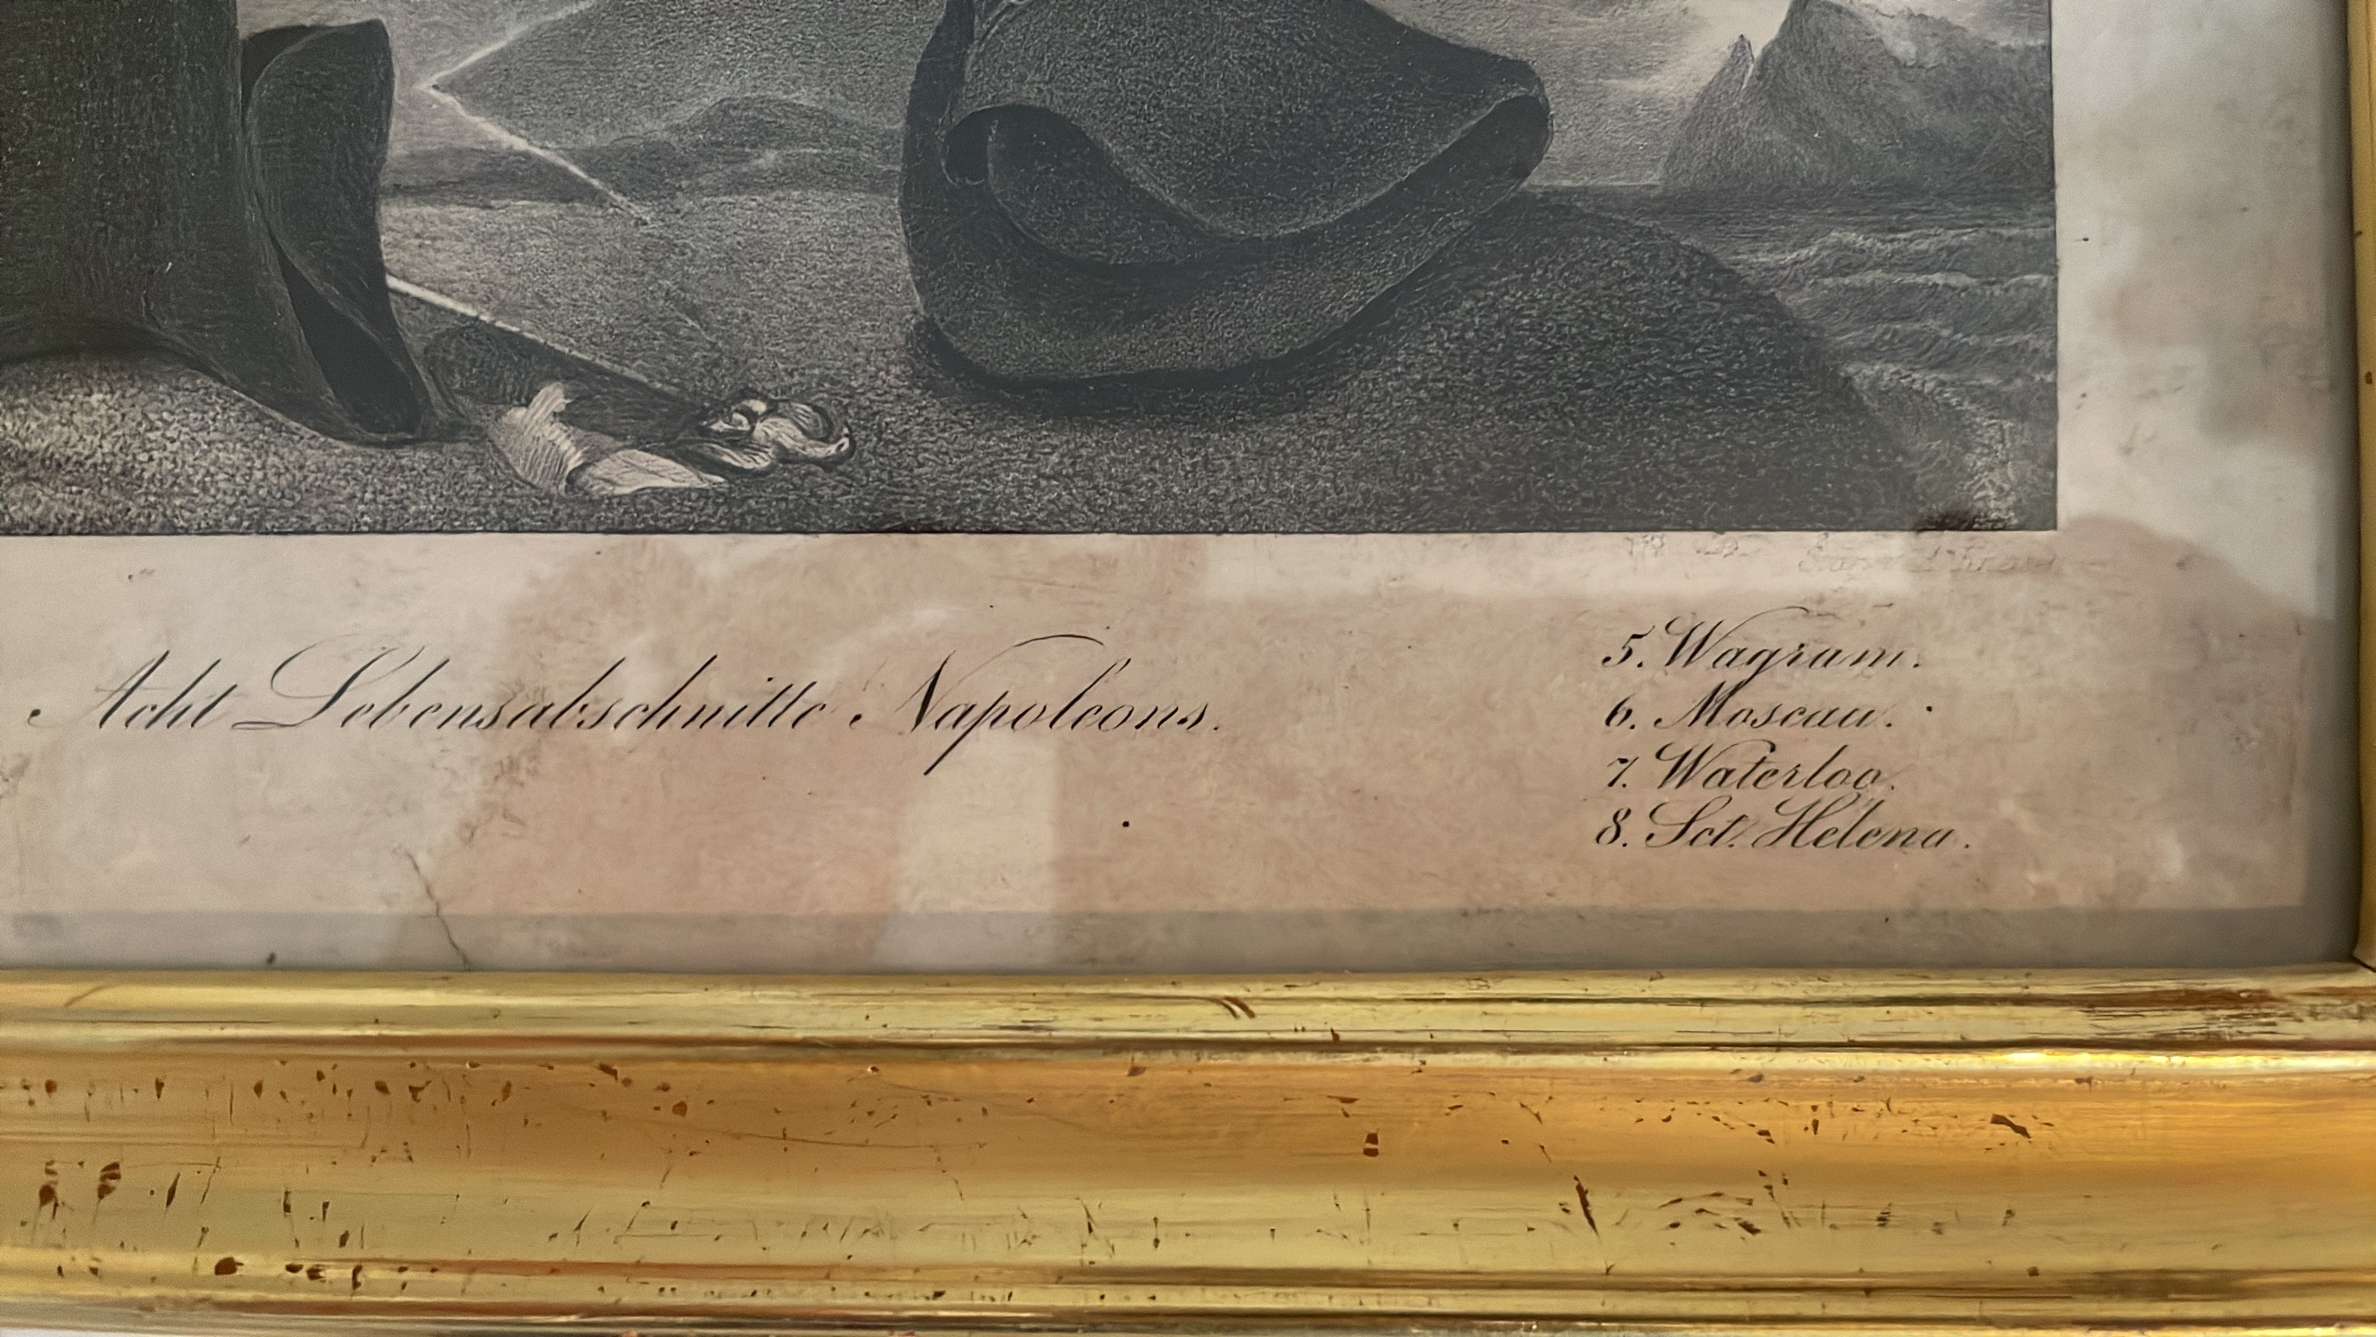 Acht Lebensabschnitte Napoleons.
5. Wagram.
6. Moscau.
7. Waterloo.
8. Sct. Helena.